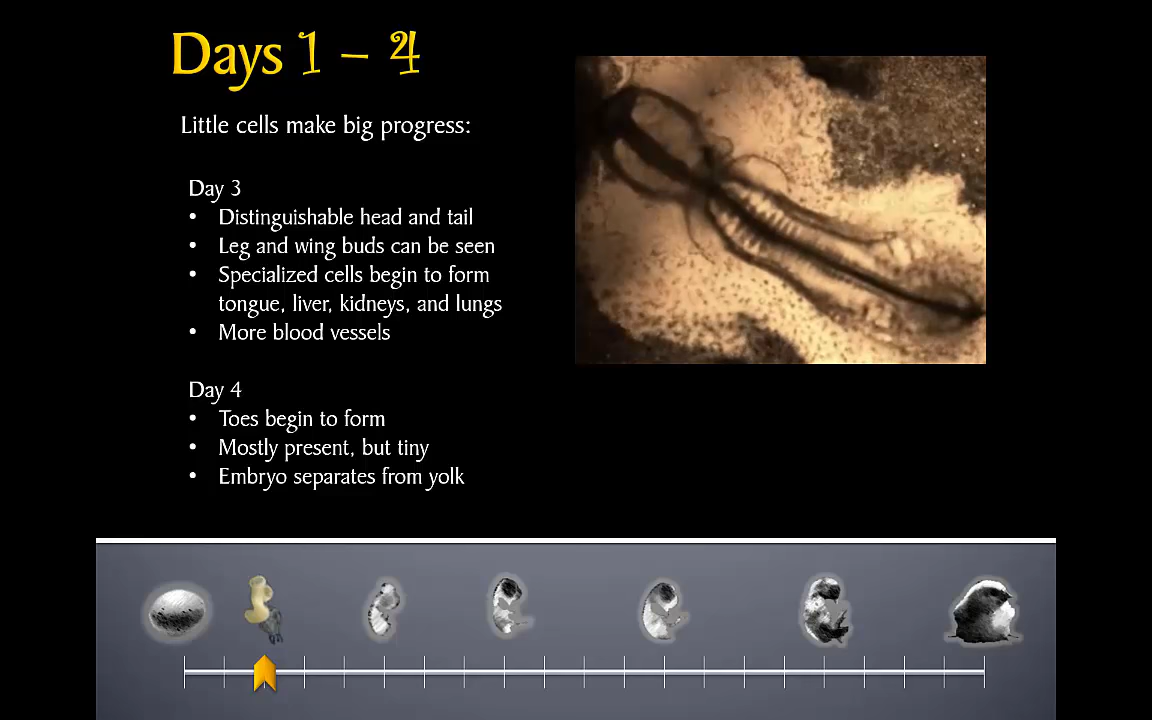 Days 1 – 4
Little cells make big progress:
Day 3
• Distinguishable head and tail
• Leg and wing buds can be seen
• Specialized cells begin to form
tongue, liver, kidneys, and lungs
• More blood vessels
Day 4
• Toes begin to form
• Mostly present, but tiny
• Embryo separates from yolk